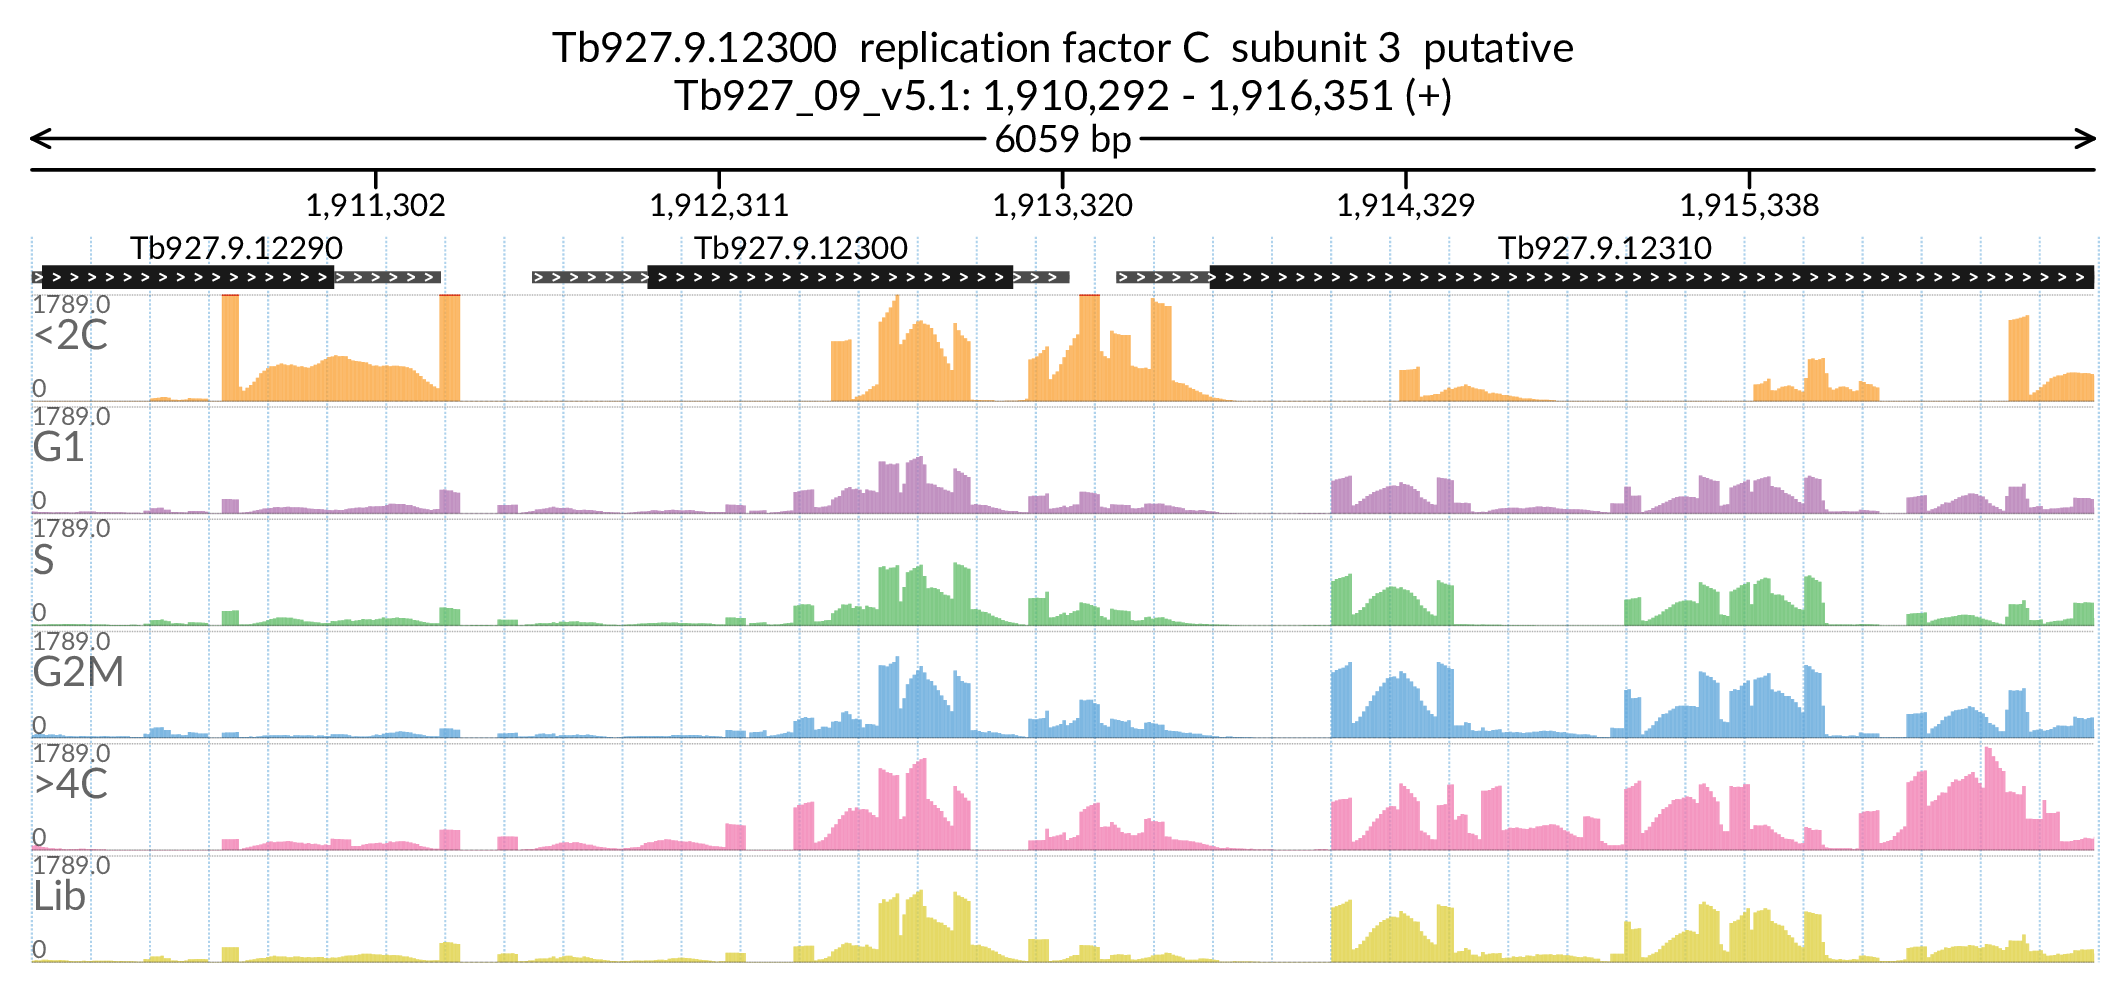 Tb927.9.12300 replication factor C subunit 3 putative
Tb927_09_v5.1: 1,910,292 - 1,916,351 (+)
6059 bp
1,911,302 1,912,311 1,913,320 1,914,329 1,915,338
Tb927.9.12290 Tb927.9.12300 Tb927.9.12310
1789.0
<2C
0
1789.0
G1
0
1789.0
S
0
1789.0
G2M
0
1789.0
>4C
0
1789.0
Lib
0